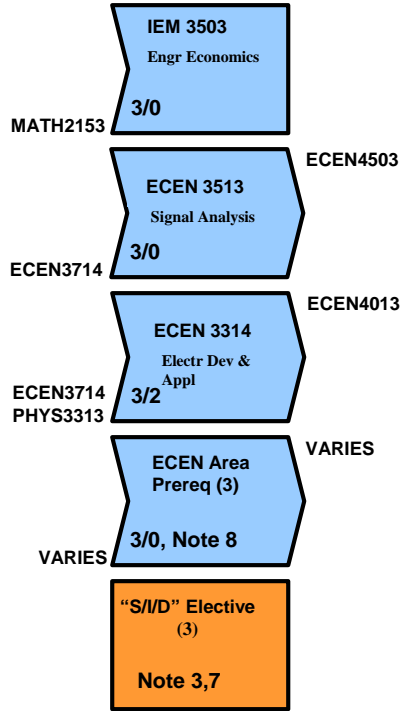 IEM 3503
Engr Economics
3/0
MATH2153
ECEN4503
ECEN 3513
Signal Analysis
3/0
ECEN3714
ECEN4013
ECEN 3314
Electr Dev &
Appl
3/2
ECEN3714
PHYS3313
VARIES
ECEN Area
Prereq (3)
3/0, Note 8
VARIES
“S/I/D” Elective
(3)
Note 3,7